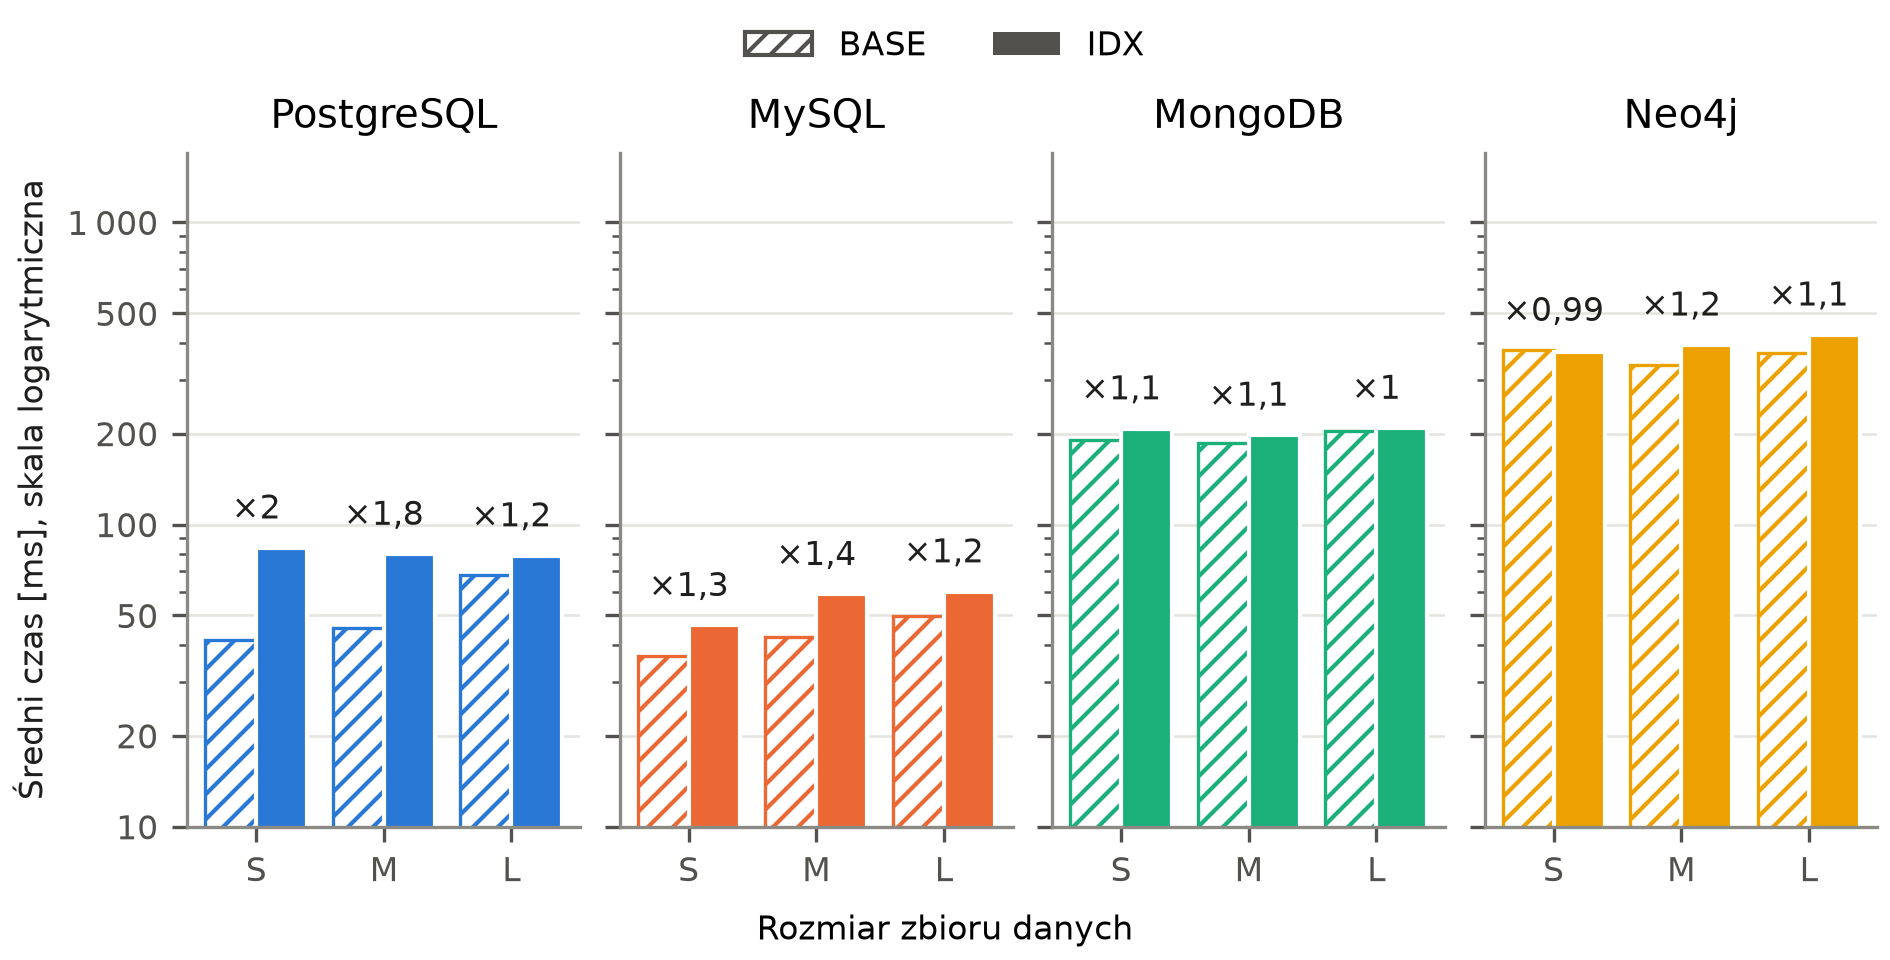 BASE IDX
PostgreSQL MySQL MongoDB Neo4j
Średni czas [ms], skala logarytmiczna
1 000
500
200
100
50
20
10
×2 ×1,8 ×1,2
×1,3 ×1,4 ×1,2
×1,1 ×1,1 ×1
×0,99 ×1,2 ×1,1
S M L S M L S M L S M L
Rozmiar zbioru danych